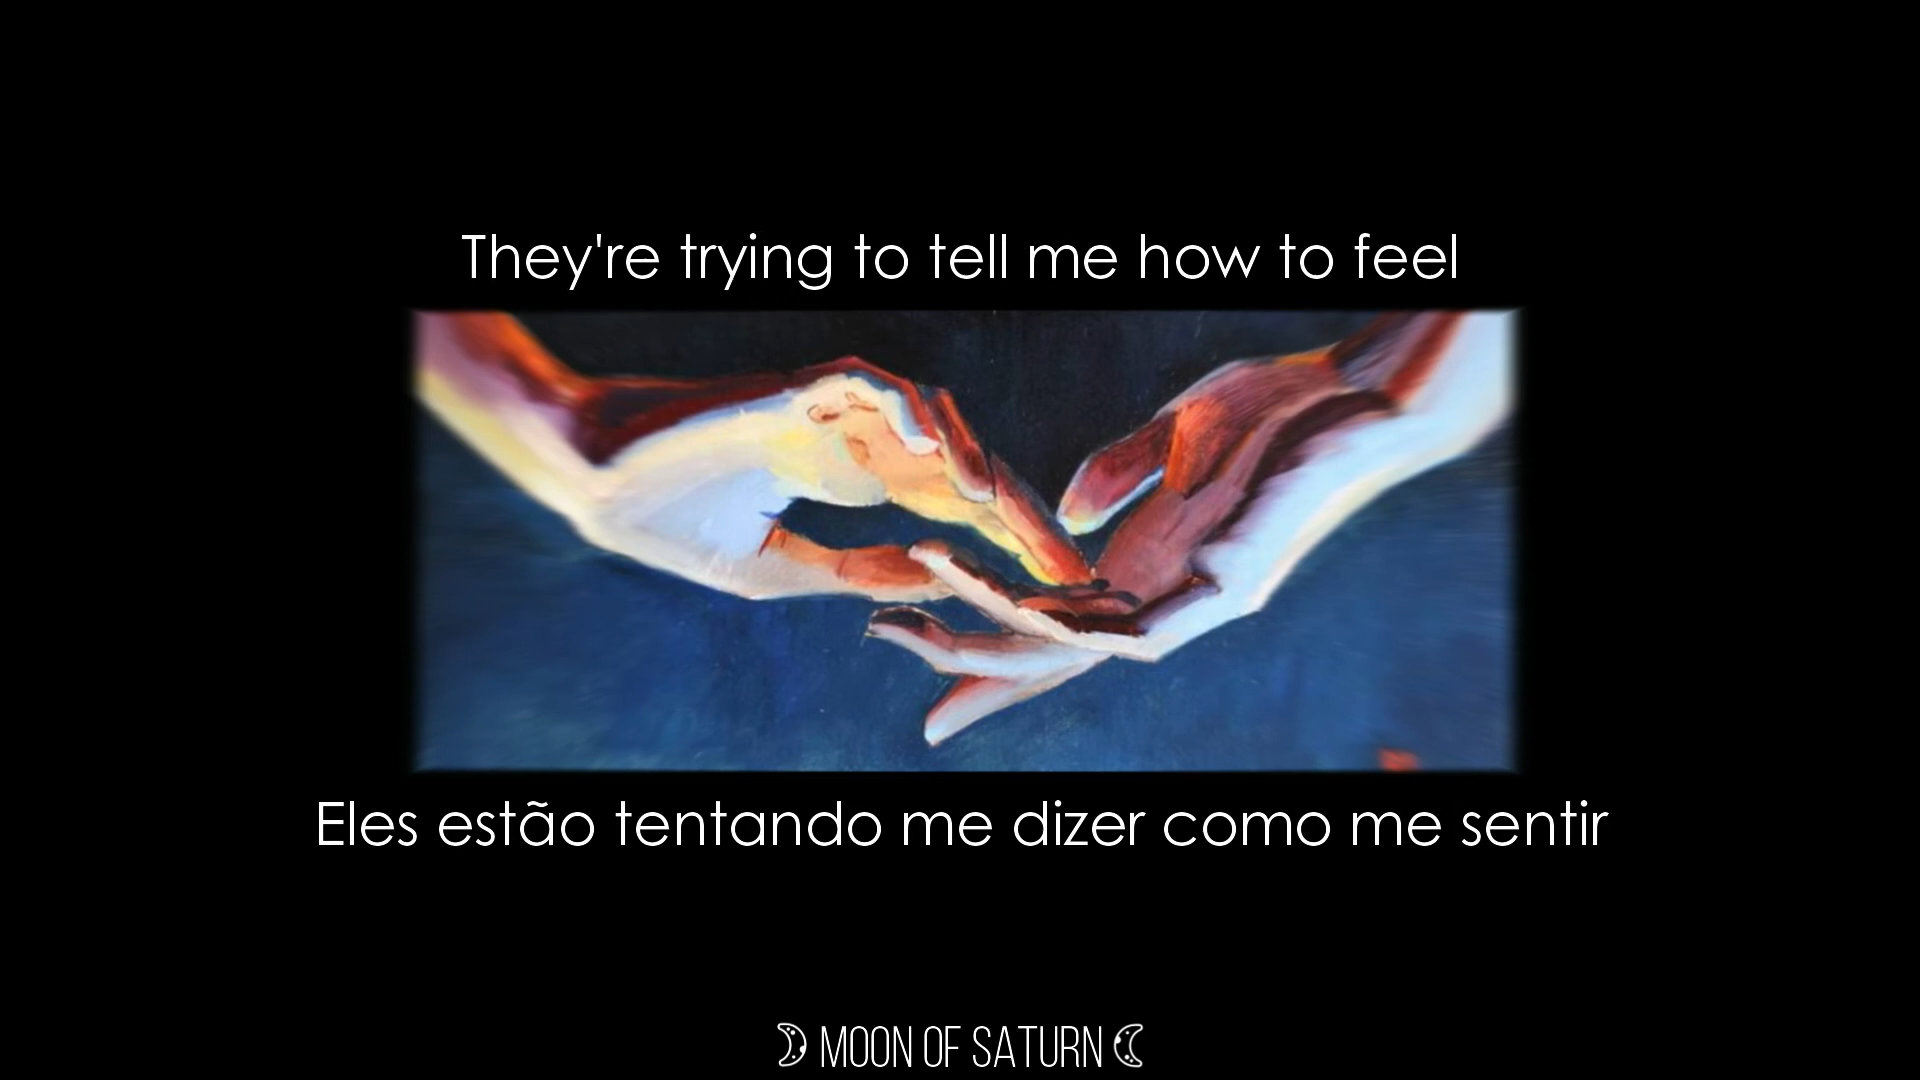 They're trying to tell me how to feel
Eles estão tentando me dizer como me sentir
MOON OF SATURN